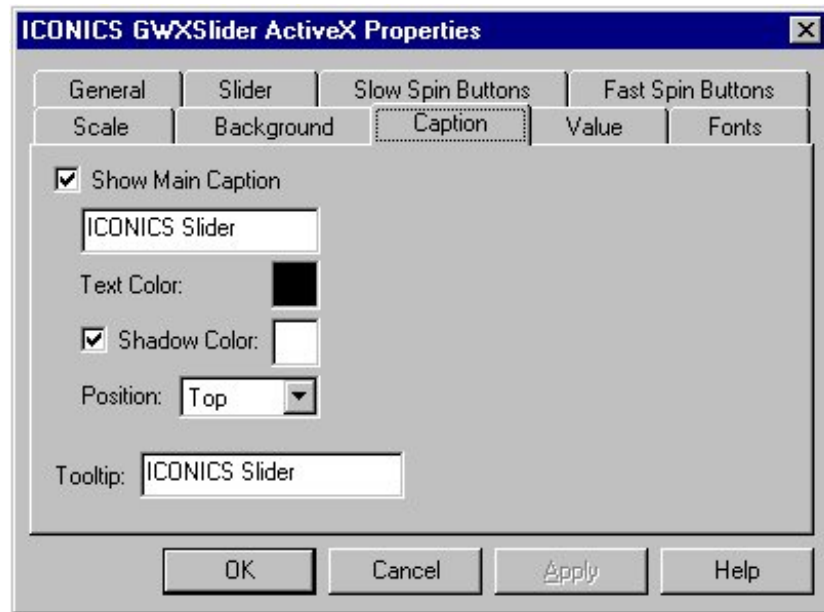 ICONICS GWXSlider ActiveX Properties
General Slider Slow Spin Buttons Fast Spin Buttons
Scale Background Caption Value Fonts
Show Main Caption
ICONICS Slider
Text Color:
Shadow Color:
Position: Top
Tooltip: ICONICS Slider
OK Cancel Apply Help